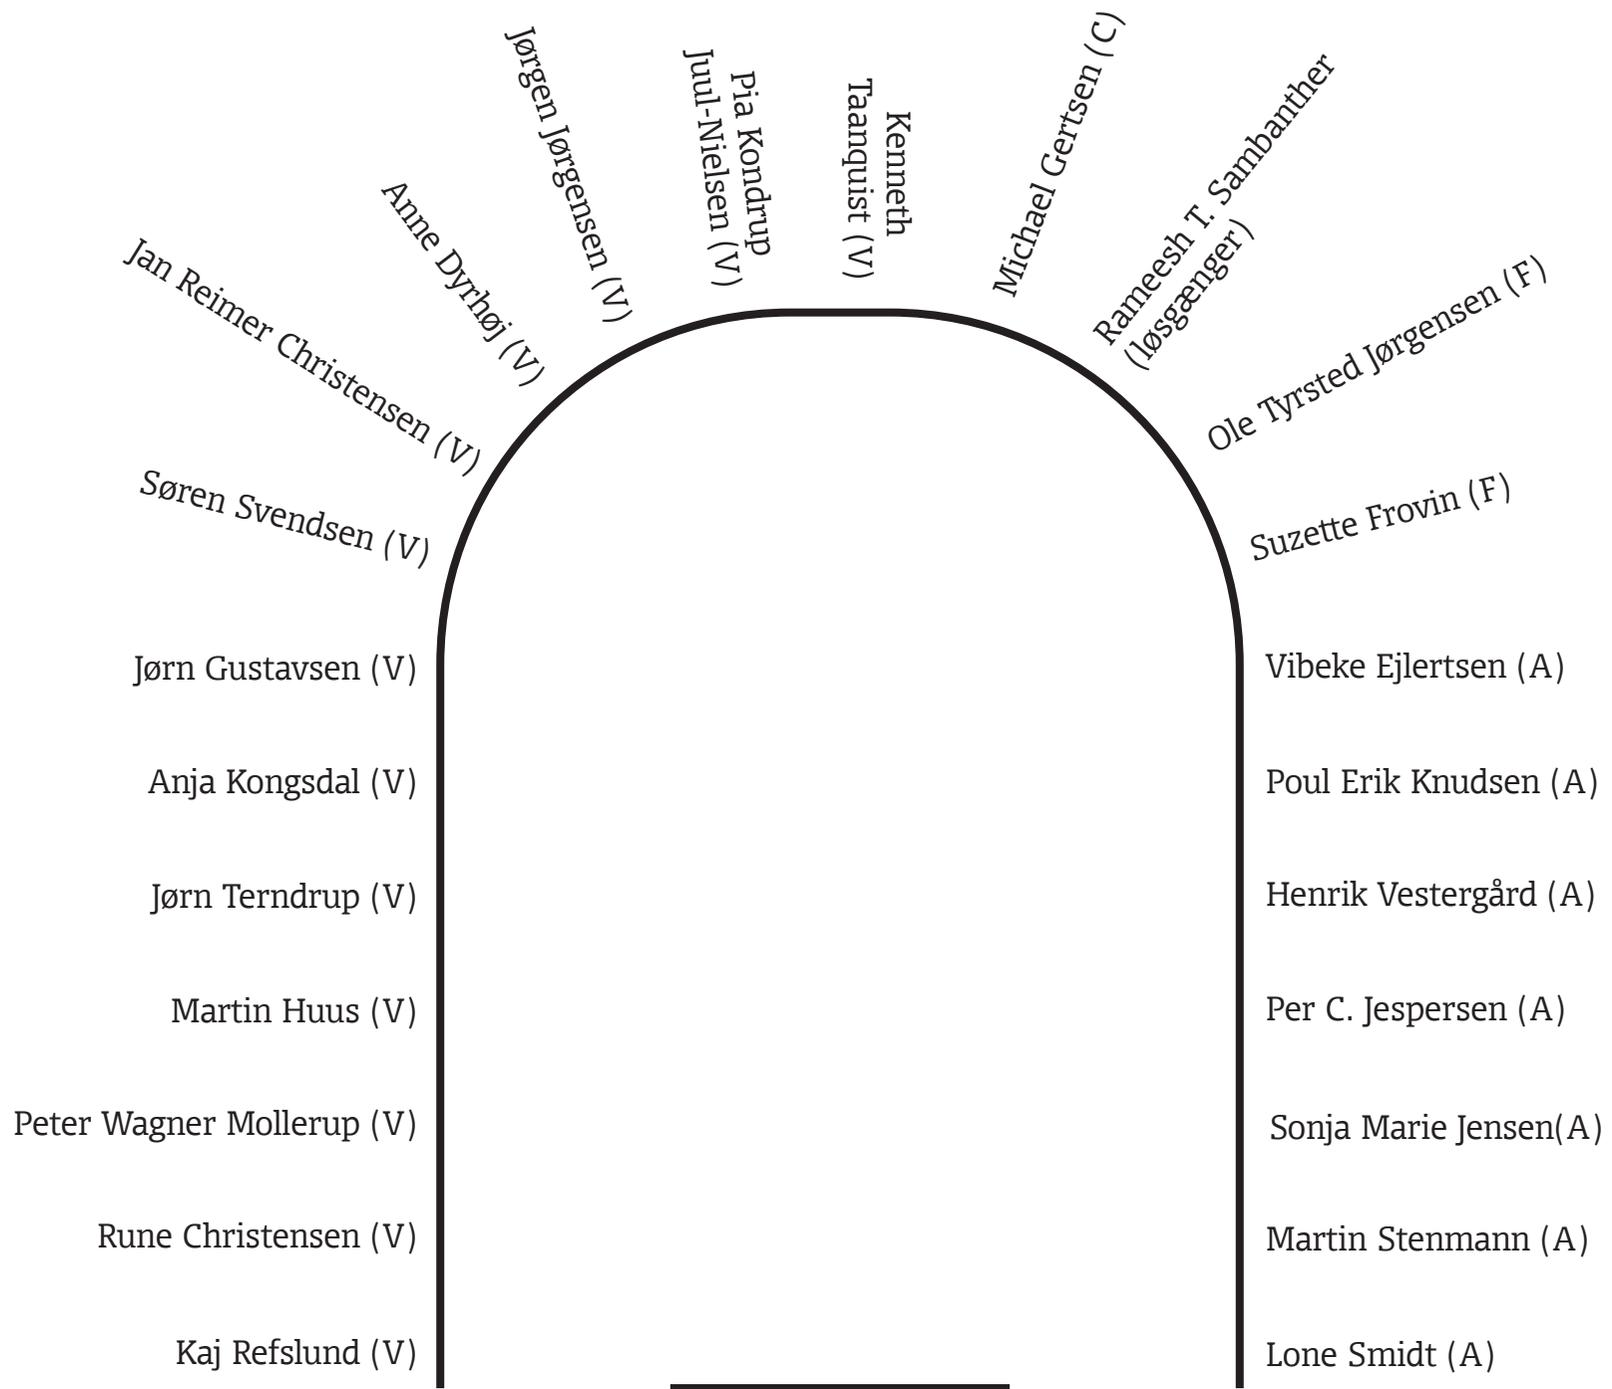 Jørgen Jørgensen (V)
Pia Kondrup
Juul-Nielsen (V)
Kenneth
Taanquist (V)
Michael Gertsen (C)
Rameesh T. Sambanther
(løsgænger)
Anne Dyrhøj (V)
Jan Reimer Christensen (V)
Ole Tyrsted Jørgensen (F)
Søren Svendsen (V)
Suzette Frovin (F)
Jørn Gustavsen (V)
Vibeke Ejlertsen (A)
Anja Kongsdal (V)
Poul Erik Knudsen (A)
Jørn Terndrup (V)
Henrik Vestergård (A)
Martin Huus (V)
Per C. Jespersen (A)
Peter Wagner Mollerup (V)
Sonja Marie Jensen(A)
Rune Christensen (V)
Martin Stenmann (A)
Kaj Refslund (V)
Lone Smidt (A)